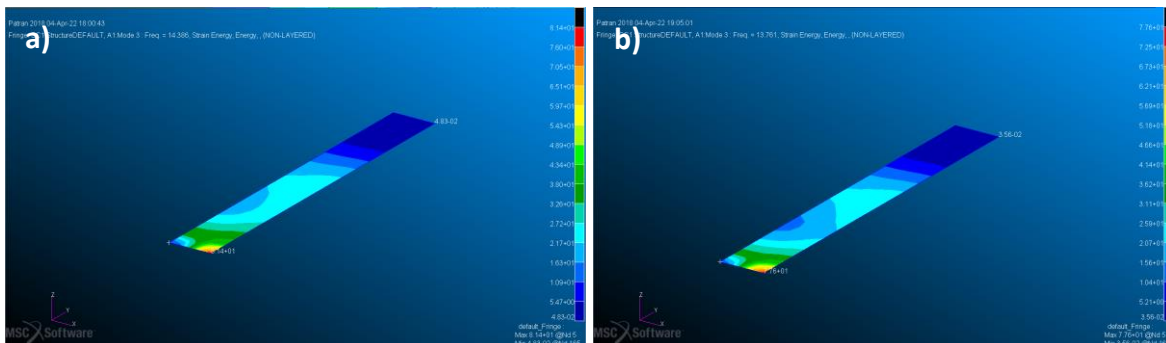 a)
Patran 2018 04-Apr-22 18:00:43
Fringe: SC1:StructureDEFAULT, A1:Mode 3 : Freq. = 14.386, Strain Energy, Energy, , (NON-LAYERED)
8.14+01
7.60+01
7.05+01
6.51+01
5.97+01
5.43+01
4.89+01
4.34+01
3.80+01
3.26+01
2.72+01
2.17+01
1.63+01
1.09+01
5.47+00
4.83-02
4.83-02
Z
Y
X
MSC Software
default_Fringe :
Max 8.14+01 @Nd 5
b)
Patran 2018 04-Apr-22 19:05:01
StructureDEFAULT, A1:Mode 3 : Freq. = 13.761, Strain Energy, Energy, , (NON-LAYERED)
7.76+01
7.25+01
6.73+01
6.21+01
5.69+01
5.18+01
4.66+01
4.14+01
3.62+01
3.11+01
2.59+01
2.07+01
1.56+01
1.04+01
5.21+00
3.56-02
3.56-02
Z
Y
X
MSC Software
default_Fringe :
Max 7.76+01 @Nd 5